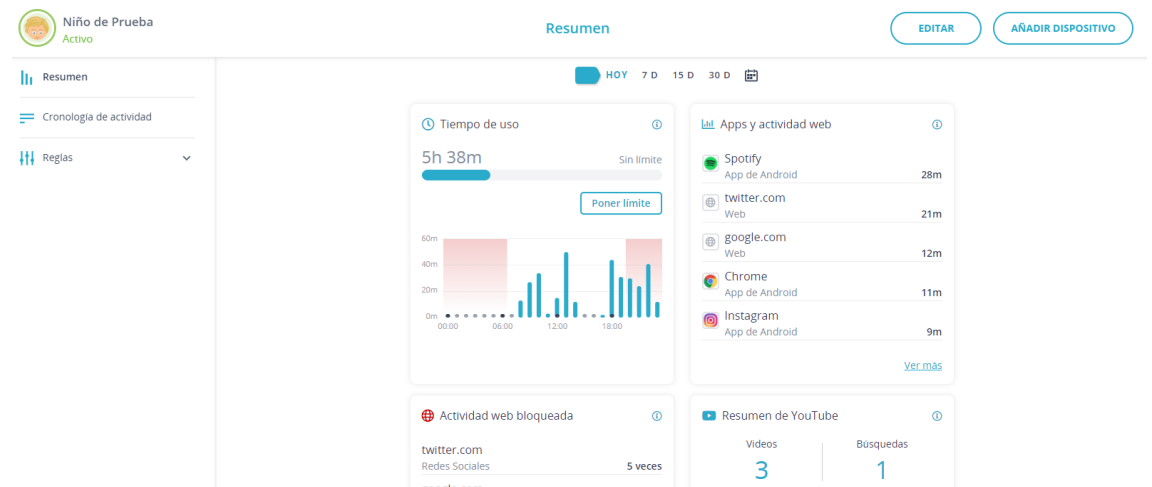 Niño de Prueba
Activo
Resumen
EDITAR
AÑADIR DISPOSITIVO
Resumen
Cronología de actividad
Reglas
HOY 7 D 15 D 30 D
Tiempo de uso
5h 38m Sin límite
Poner límite
60m
40m
20m
0m
00:00 06:00 12:00 18:00
Apps y actividad web
Spotify
App de Android 28m
twitter.com
Web 21m
google.com
Web 12m
Chrome
App de Android 11m
Instagram
App de Android 9m
Ver más
Actividad web bloqueada
twitter.com
Redes Sociales 5 veces
Resumen de YouTube
Videos Búsquedas
3 1